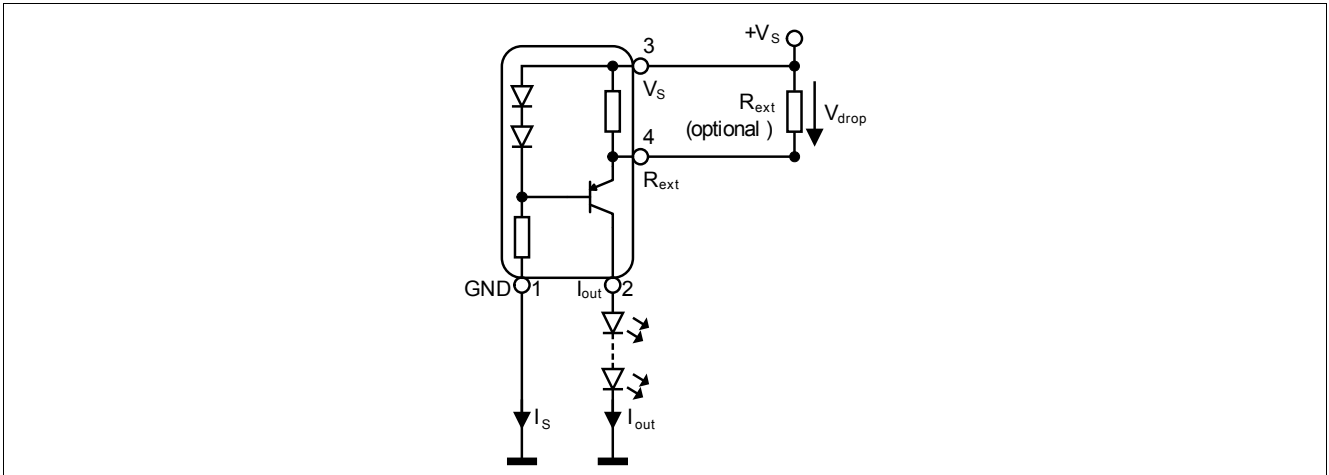 +VS
3
VS
Rext
(optional )
Vdrop
4
Rext
GND 1
Iout 2
IS
Iout